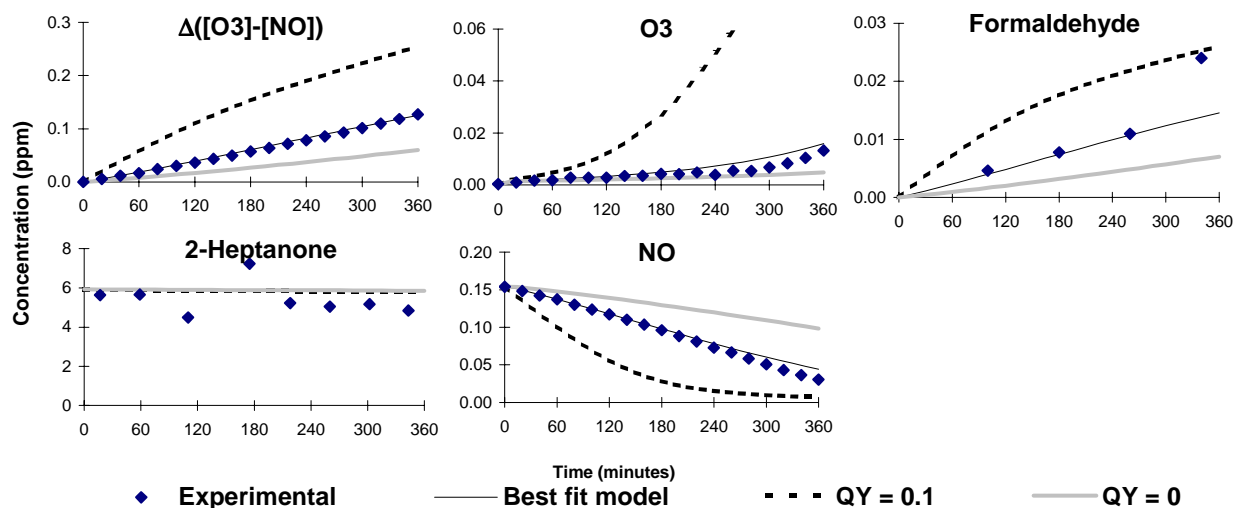 Concentration (ppm)
Δ([O3]-[NO])
0.3
0.2
0.1
0.0
0 60 120 180 240 300 360
O3
0.06
0.04
0.02
0.00
0 60 120 180 240 300 360
Formaldehyde
0.03
0.02
0.01
0.00
0 60 120 180 240 300 360
2-Heptanone
8
6
4
2
0
0 60 120 180 240 300 360
NO
0.20
0.15
0.10
0.05
0.00
0 60 120 180 240 300 360
Time (minutes)
Experimental Best fit model QY = 0.1 QY = 0